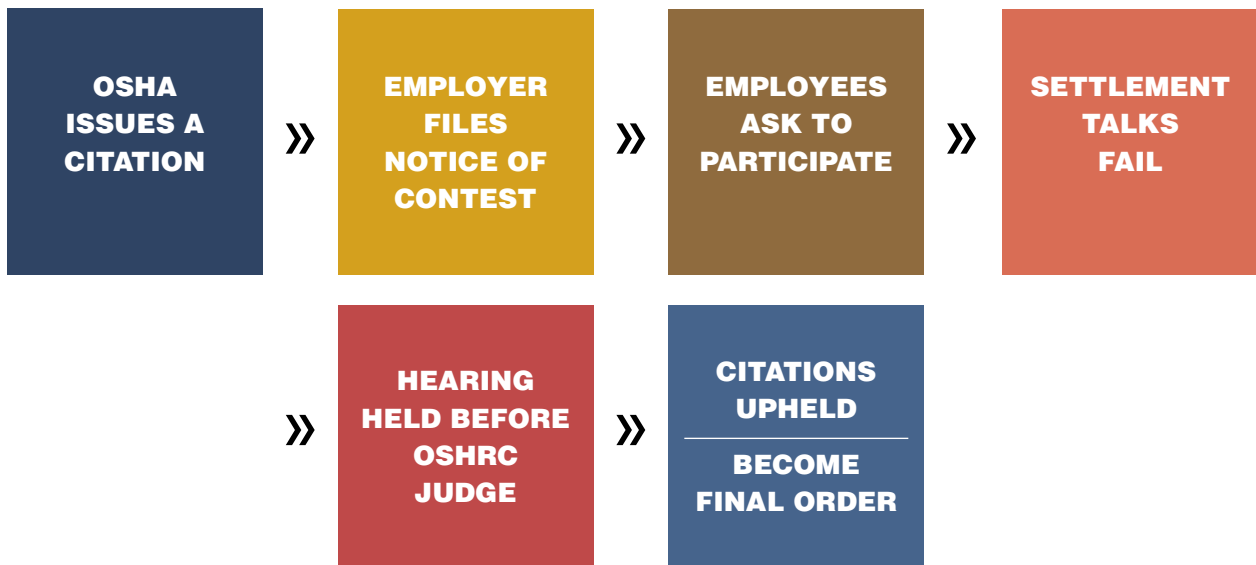 OSHA
ISSUES A
CITATION
»
EMPLOYER
FILES
NOTICE OF
CONTEST
»
EMPLOYEES
ASK TO
PARTICIPATE
»
SETTLEMENT
TALKS
FAIL
»
HEARING
HELD BEFORE
OSHRC
JUDGE
»
CITATIONS
UPHELD
BECOME
FINAL ORDER